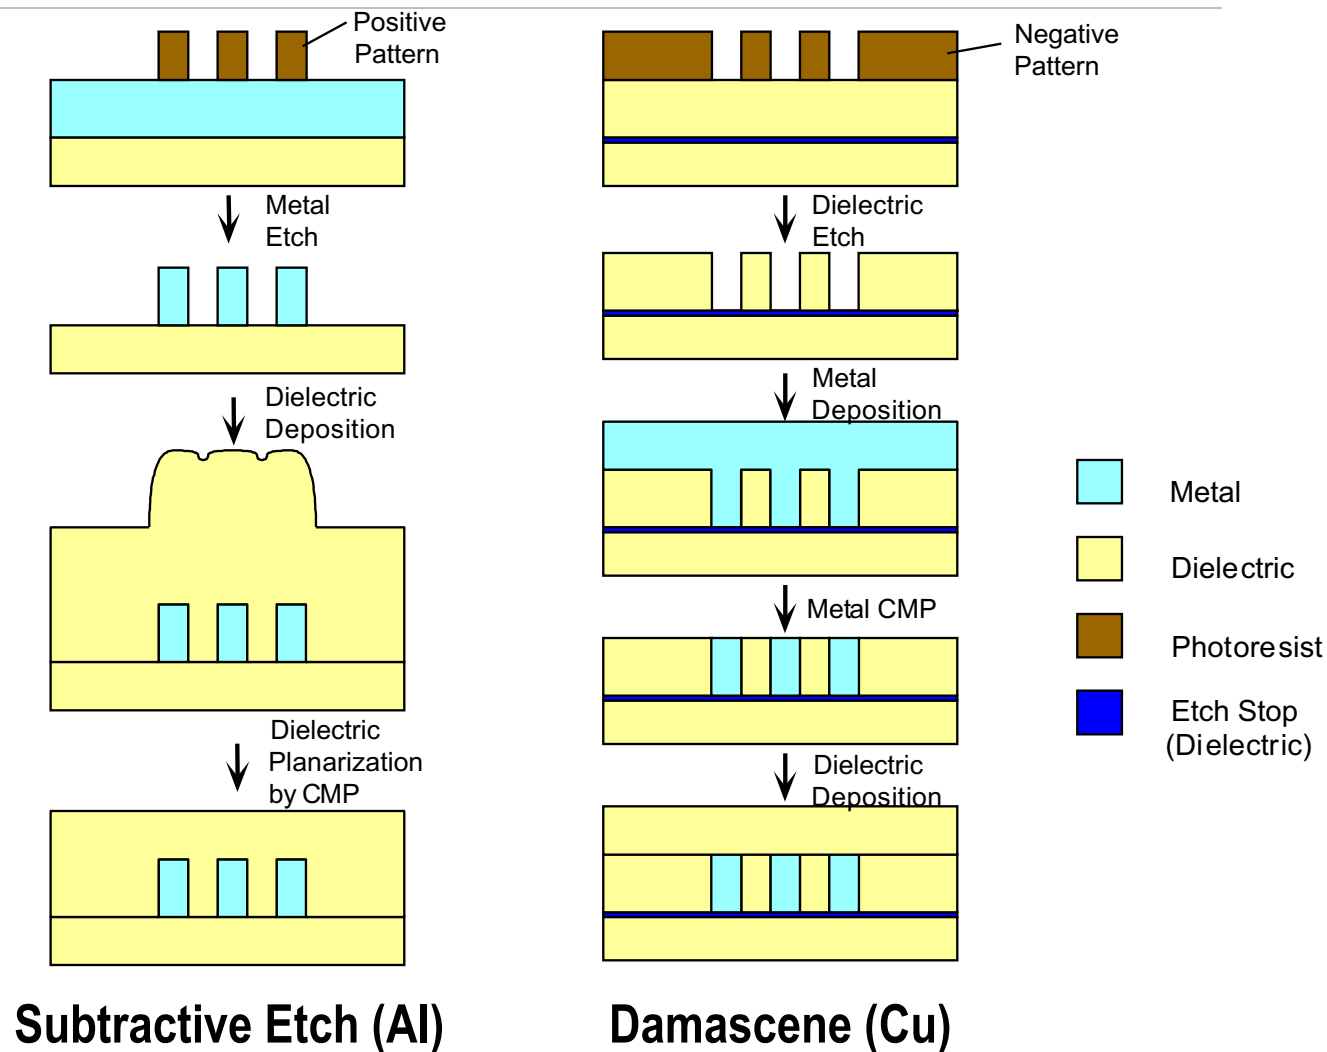 Positive
Pattern
Metal
Etch
Dielectric
Deposition
Dielectric
Planarization
by CMP
Subtractive Etch (Al)
Negative
Pattern
Dielectric
Etch
Metal
Deposition
Metal CMP
Dielectric
Deposition
Damascene (Cu)
Metal
Dielectric
Photoresist
Etch Stop
(Dielectric)